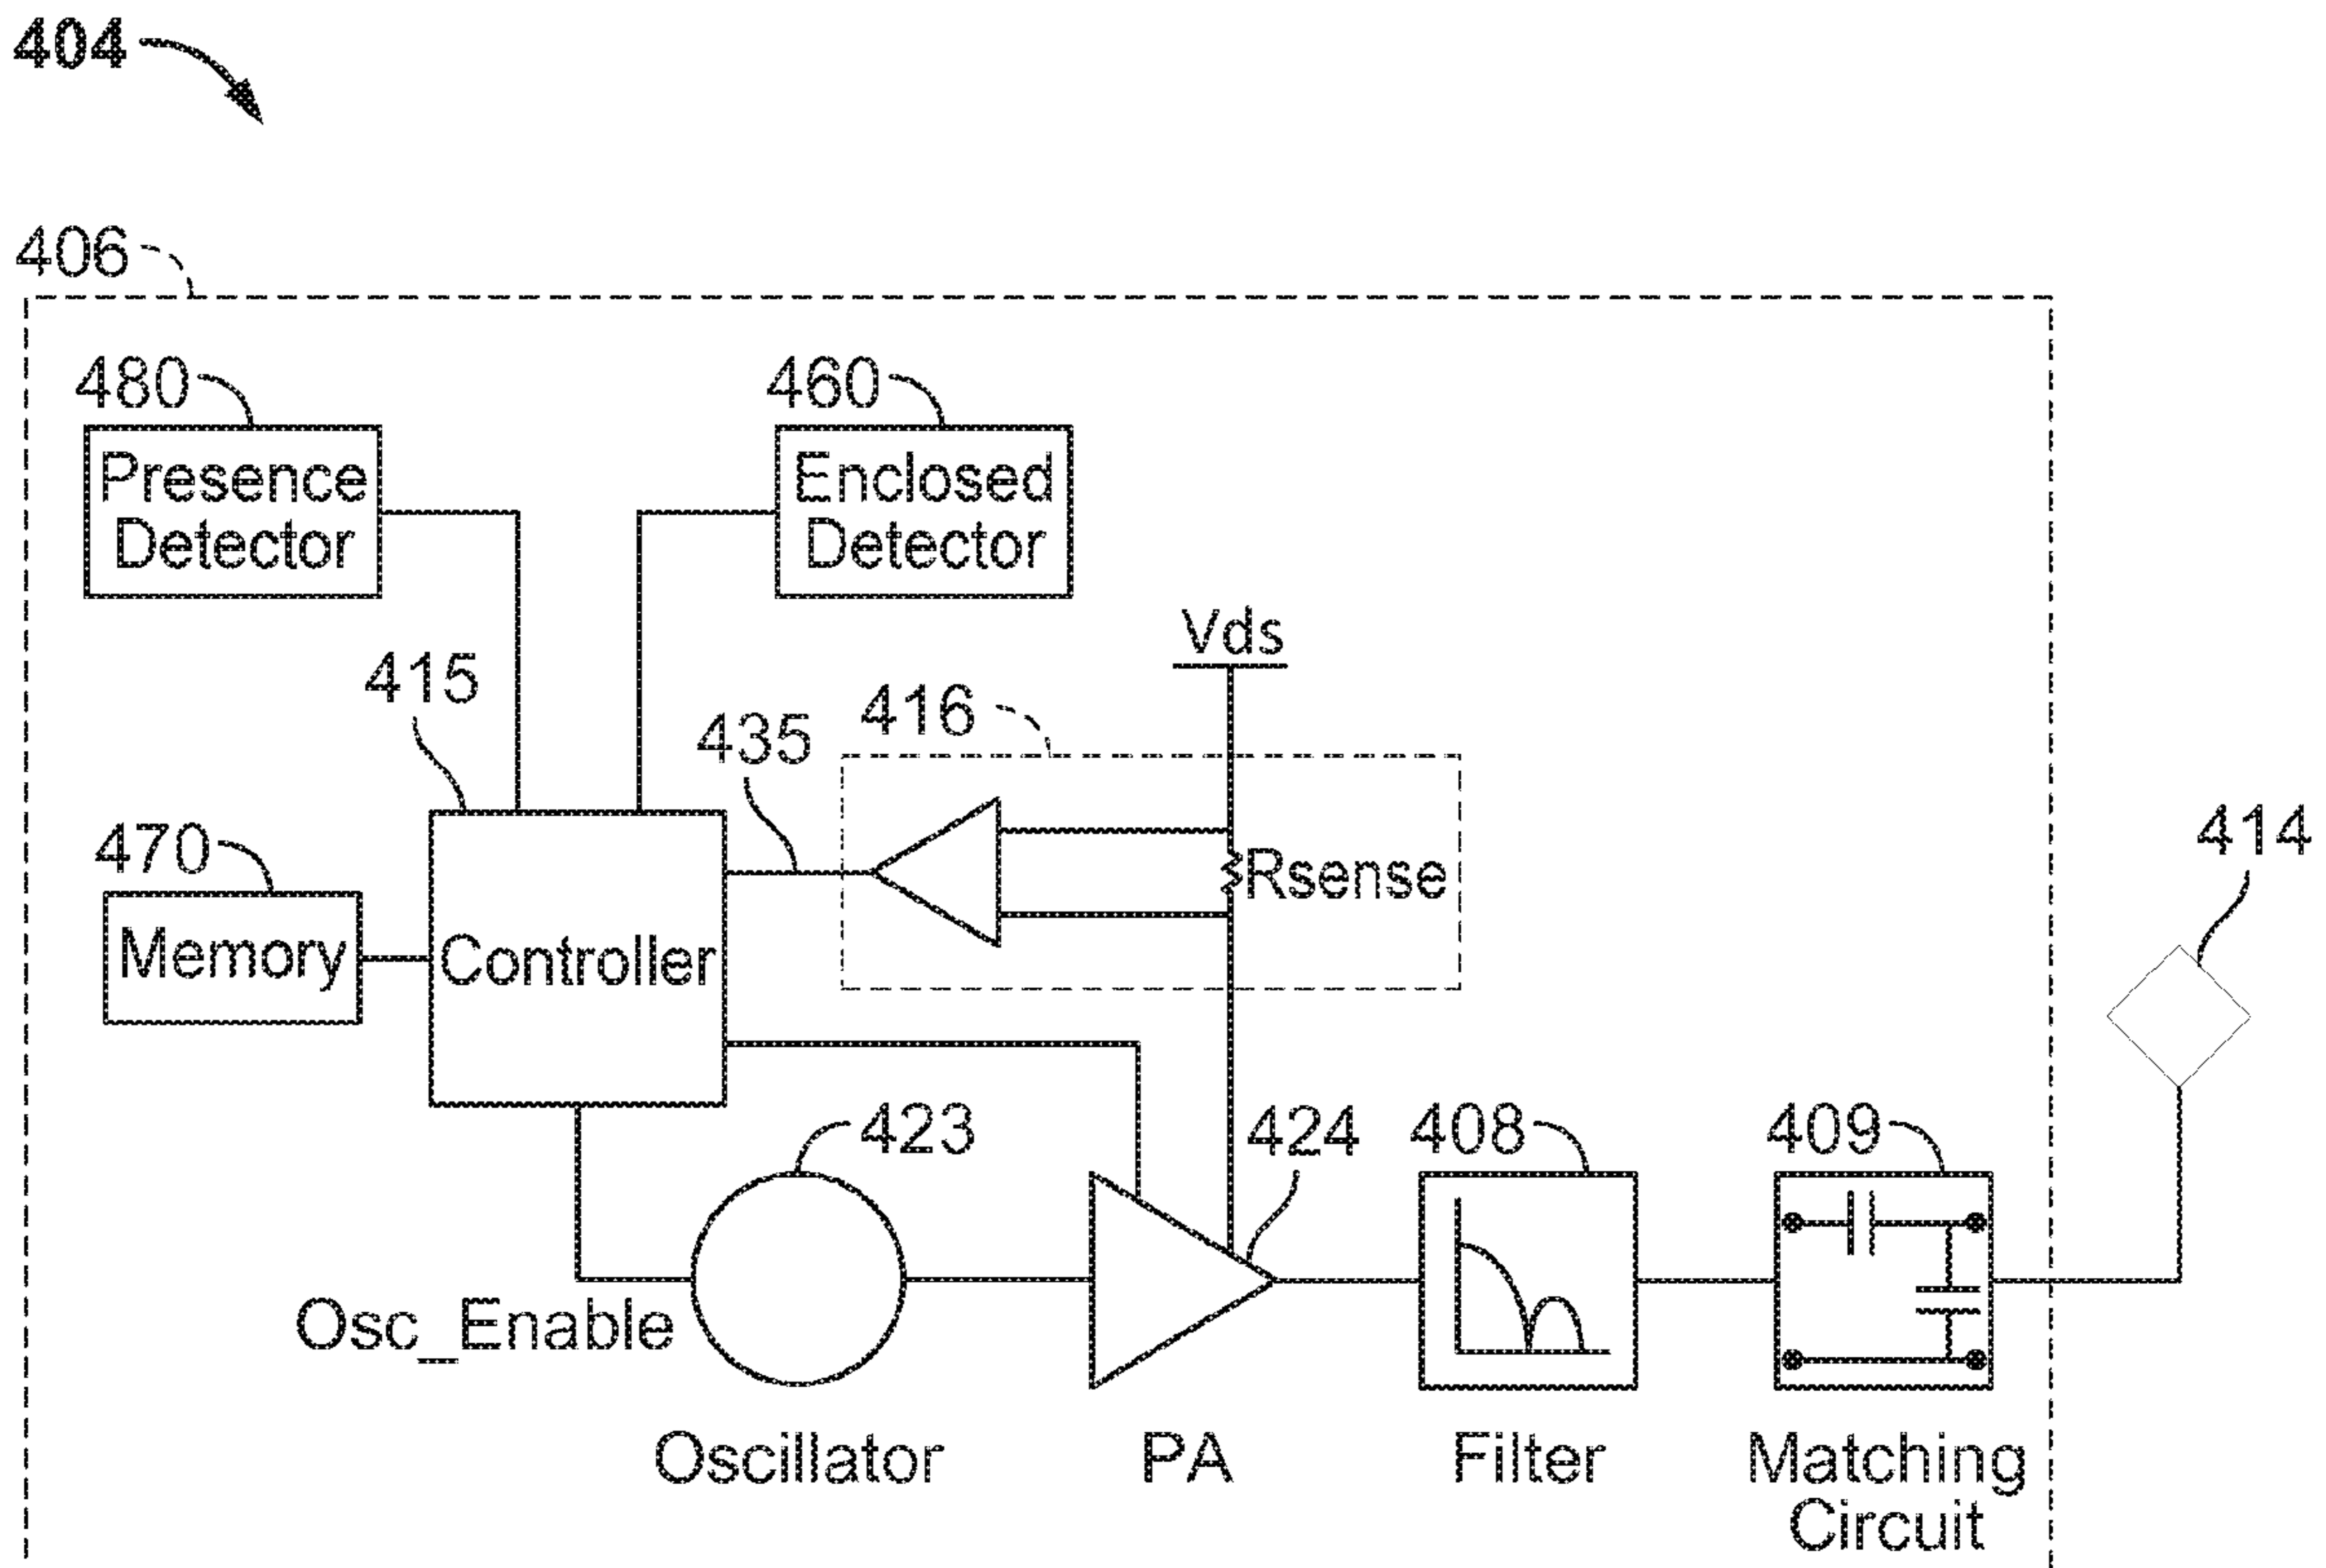 404
406
480
460
Presence
Detector
Enclosed
Detector
Vds
415
416
435
414
470
Rsense
Memory
Controller
423
424
408
409
Osc_Enable
Oscillator
PA
Filter
Matching
Circuit